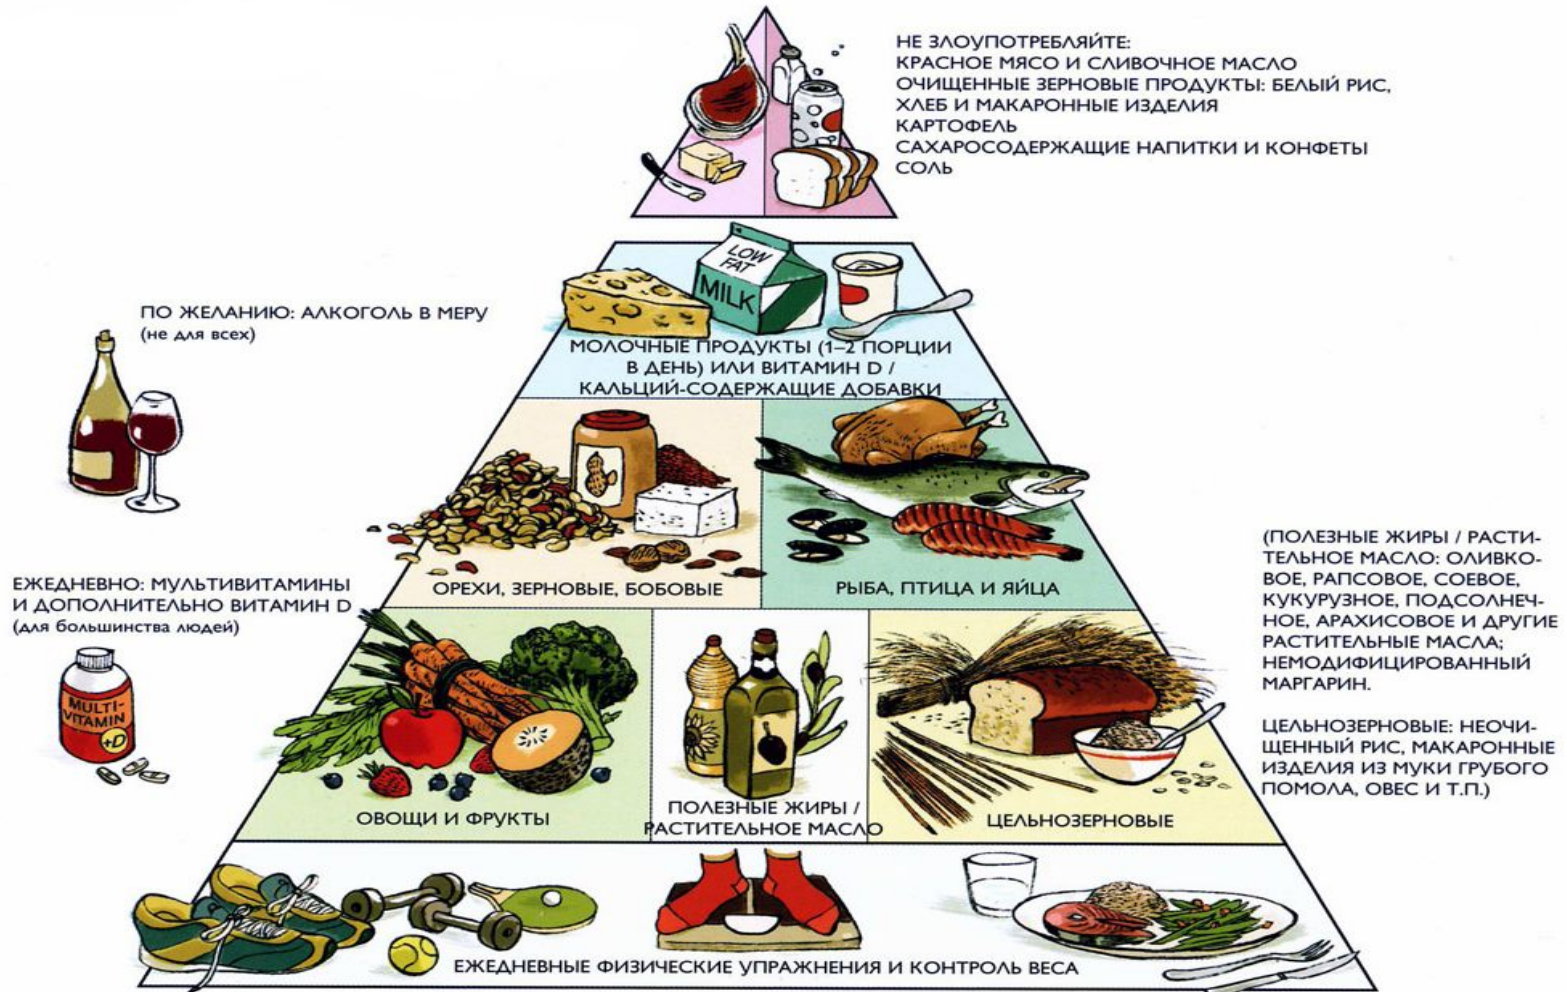 НЕ ЗЛОУПОТРЕБЛЯЙТЕ:
КРАСНОЕ МЯСО И СЛИВОЧНОЕ МАСЛО
ОЧИЩЕННЫЕ ЗЕРНОВЫЕ ПРОДУКТЫ: БЕЛЫЙ РИС,
ХЛЕБ И МАКАРОННЫЕ ИЗДЕЛИЯ
КАРТОФЕЛЬ
САХАРОСОДЕРЖАЩИЕ НАПИТКИ И КОНФЕТЫ
СОЛЬ
LOW
FAT
MILK
МОЛОЧНЫЕ ПРОДУКТЫ (1–2 ПОРЦИИ
В ДЕНЬ) ИЛИ ВИТАМИН D /
КАЛЬЦИЙ-СОДЕРЖАЩИЕ ДОБАВКИ
ПО ЖЕЛАНИЮ: АЛКОГОЛЬ В МЕРУ
(не для всех)
ОРЕХИ, ЗЕРНОВЫЕ, БОБОВЫЕ
РЫБА, ПТИЦА И ЯЙЦА
ЕЖЕДНЕВНО: МУЛЬТИВИТАМИНЫ
И ДОПОЛНИТЕЛЬНО ВИТАМИН D
(для большинства людей)
MULTI-
VITAMIN
+D
ОВОЩИ И ФРУКТЫ
ПОЛЕЗНЫЕ ЖИРЫ /
РАСТИТЕЛЬНОЕ МАСЛО
ЦЕЛЬНОЗЕРНОВЫЕ
(ПОЛЕЗНЫЕ ЖИРЫ / РАСТИ-
ТЕЛЬНОЕ МАСЛО: ОЛИВКО-
ВОЕ, РАПСОВОЕ, СОЕВОЕ,
КУКУРУЗНОЕ, ПОДСОЛНЕЧ-
НОЕ, АРАХИСОВОЕ И ДРУГИЕ
РАСТИТЕЛЬНЫЕ МАСЛА;
НЕМОДИФИЦИРОВАННЫЙ
МАРГАРИН.
ЦЕЛЬНОЗЕРНОВЫЕ: НЕОЧИ-
ЩЕННЫЙ РИС, МАКАРОННЫЕ
ИЗДЕЛИЯ ИЗ МУКИ ГРУБОГО
ПОМОЛА, ОВЕС И Т.П.)
ЕЖЕДНЕВНЫЕ ФИЗИЧЕСКИЕ УПРАЖНЕНИЯ И КОНТРОЛЬ ВЕСА